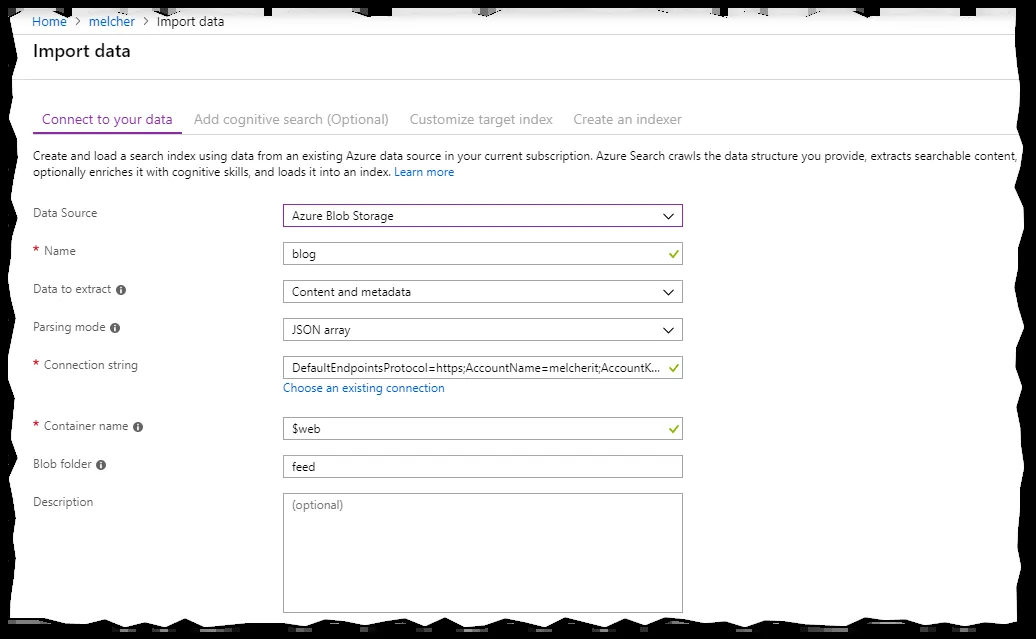 Home > melcher > Import data
Import data
Connect to your data Add cognitive search (Optional) Customize target index Create an indexer
Create and load a search index using data from an existing Azure data source in your current subscription. Azure Search crawls the data structure you provide, extracts searchable content,
optionally enriches it with cognitive skills, and loads it into an index. Learn more
Data Source Azure Blob Storage
* Name blog
Data to extract Content and metadata
Parsing mode JSON array
* Connection string DefaultEndpointsProtocol=https;AccountName=melcherit;AccountK...
Choose an existing connection
* Container name $web
Blob folder feed
Description (optional)